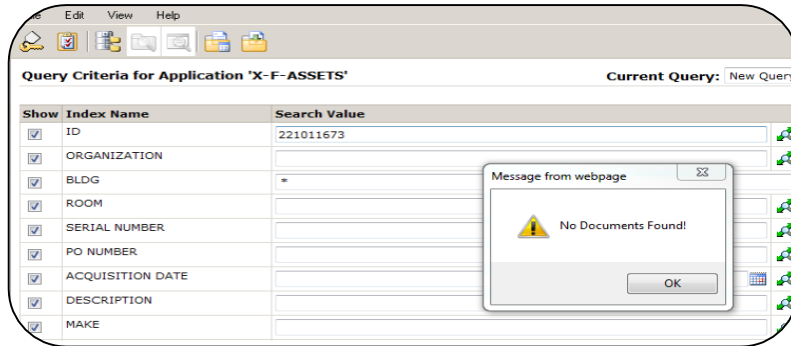 Edit View Help
Query Criteria for Application 'X-F-ASSETS' Current Query: New Query
Show Index Name Search Value
ID 221011673
ORGANIZATION
BLDG *
Message from webpage
ROOM
SERIAL NUMBER No Documents Found!
PO NUMBER
ACQUISITION DATE
OK
DESCRIPTION
MAKE